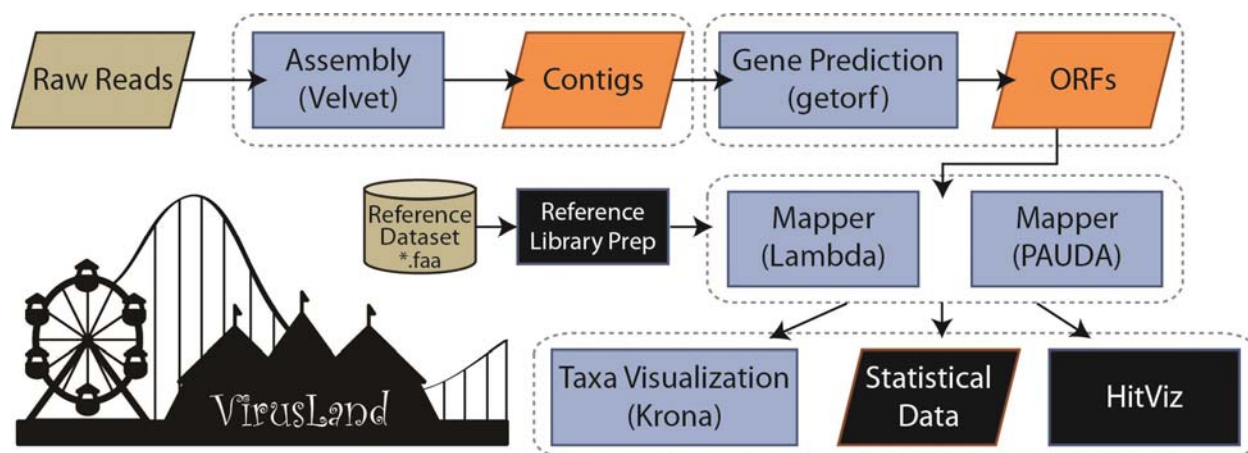 Raw Reads
Assembly
(Velvet)
Contigs
Gene Prediction
(getorf)
ORFs
Reference
Dataset
*.faa
Reference
Library Prep
Mapper
(Lambda)
Mapper
(PAUDA)
Taxa Visualization
(Krona)
Statistical
Data
HitViz
VirusLand